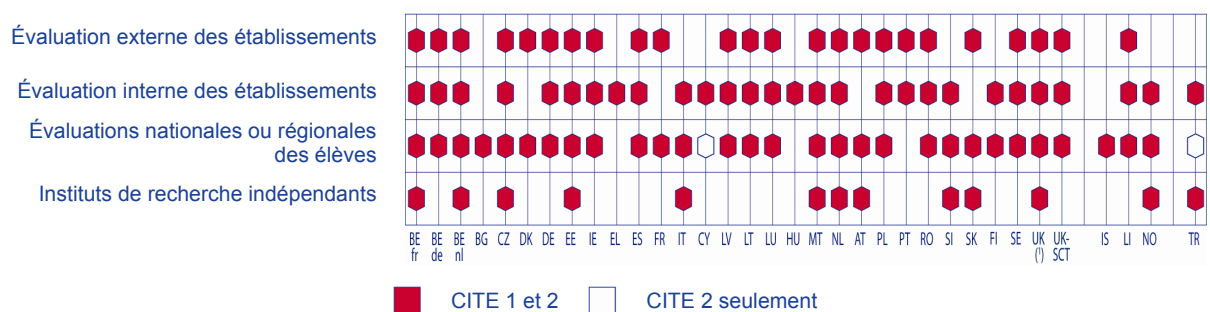 Évaluation externe des établissements
Évaluation interne des établissements
Évaluations nationales ou régionales
des élèves
Instituts de recherche indépendants
BE fr BE de BE nl BG CZ DK DE EE IE EL ES FR IT CY LV LT LU HU MT NL AT PL PT RO SI SK FI SE UK (¹) UK-SCT IS LI NO TR
CITE 1 et 2 CITE 2 seulement